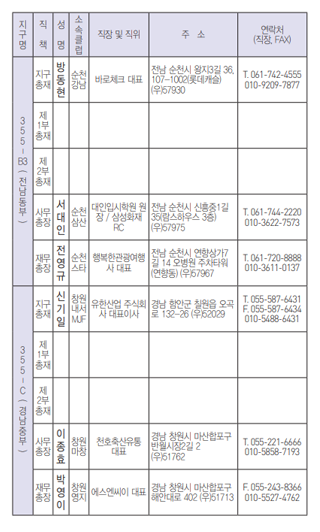 지구명 직책 성명 소속클럽 직장 및 직위 주 소 연락처 (직장, FAX)
355-B3(전남동부)
지구총재 방동현 순천강남 바로체크 대표 전남 순천시 왕지3길 36, 107-1002(롯데캐슬) (우)57930 T. 061-742-4555 010-9209-7877
제1부총재
제2부총재
사무총장 서대인 순천삼산 대인입시학원 원장 / 삼성화재 RC 전남 순천시 신흥중1길 35(람스하우스 3층) (우)57975 T. 061-744-2220 010-3622-7573
재무총장 전영규 순천스타 행복한관광여행사 대표 전남 순천시 연향상가7길 14 오병원 주차타워 (연향동) (우)57967 T. 061-720-8888 010-3611-0137
355-C(경남중부)
지구총재 신기일 창원내서MJF 유한산업 주식회사 대표이사 경남 함안군 칠원읍 오곡로 132-26 (우)52029 T. 055-587-6431 F. 055-587-6434 010-5488-6431
제1부총재
제2부총재
사무총장 이종효 창원마창 천호축산유통 대표 경남 창원시 마산합포구 반월시장2길 2 (우)51762 T. 055-221-6666 010-5858-7193
재무총장 박영이 창원영지 에스엔씨이 대표 경남 창원시 마산합포구 해안대로 402 (우)51713 F. 055-243-8366 010-5527-4762